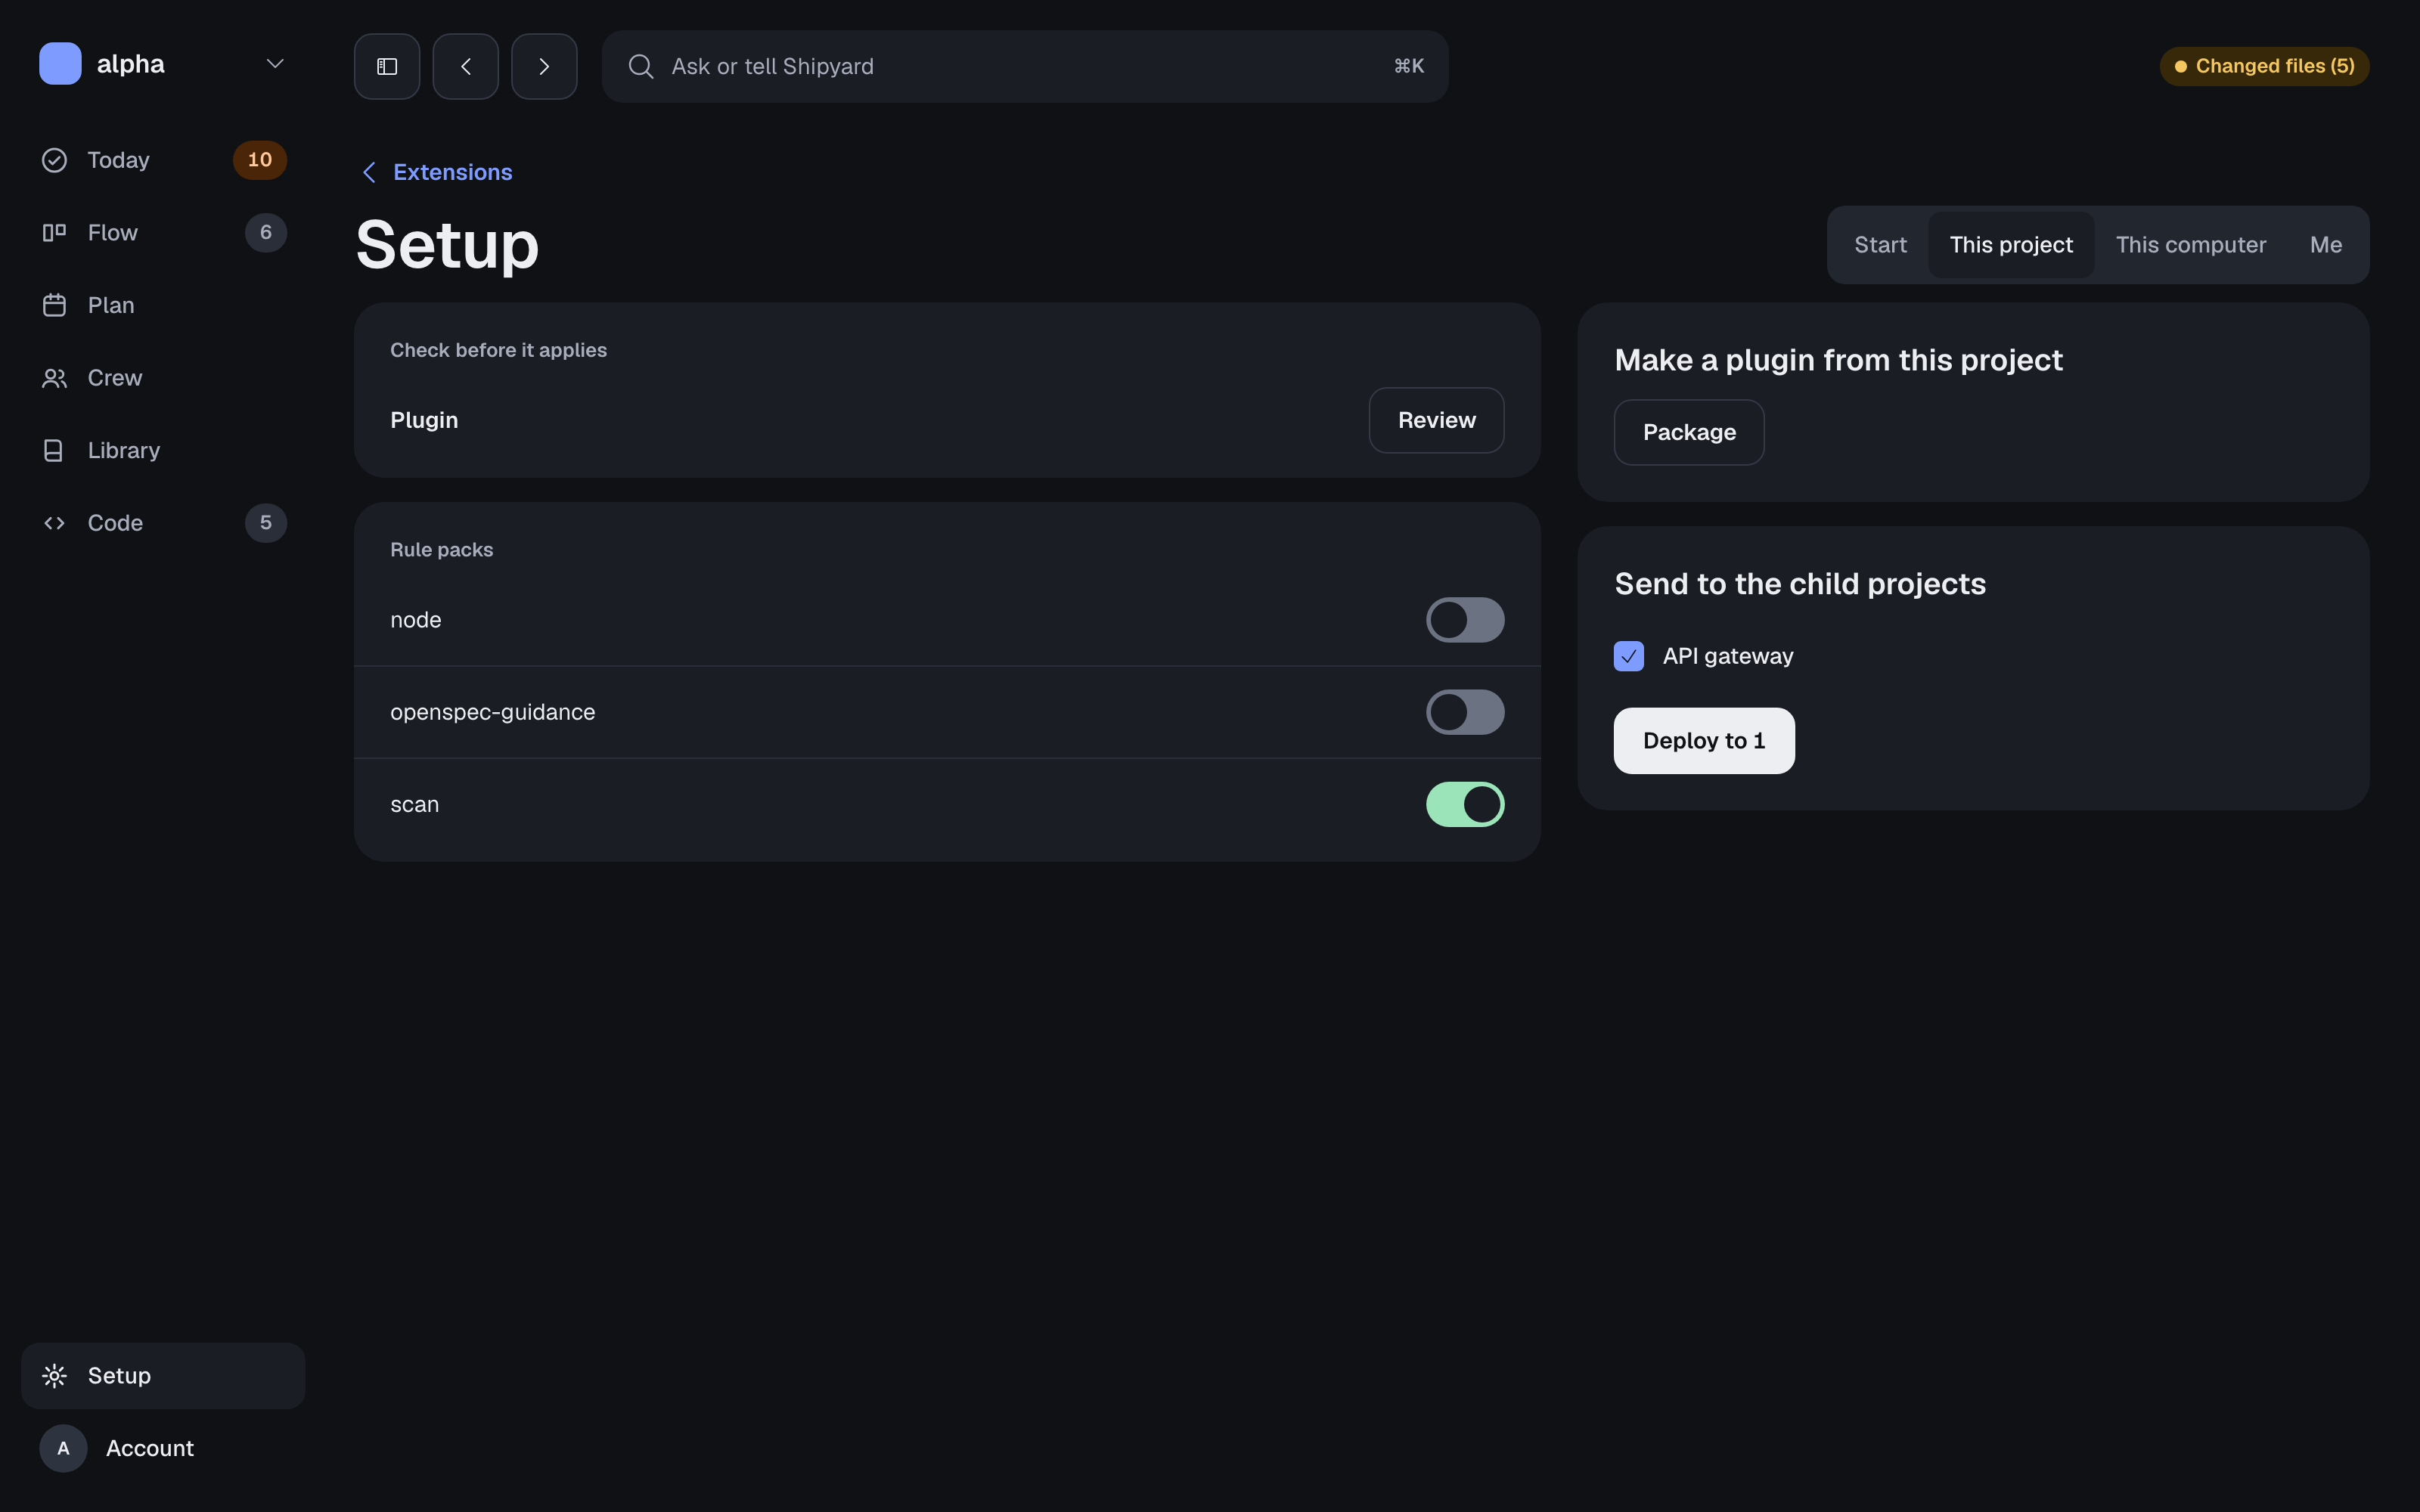 alpha
Ask or tell Shipyard
⌘K
Changed files (5)
Today
10
Flow
6
Plan
Crew
Library
Code
5
Extensions
Setup
Start
This project
This computer
Me
Check before it applies
Plugin
Review
Rule packs
node
openspec-guidance
scan
Make a plugin from this project
Package
Send to the child projects
API gateway
Deploy to 1
Setup
A
Account